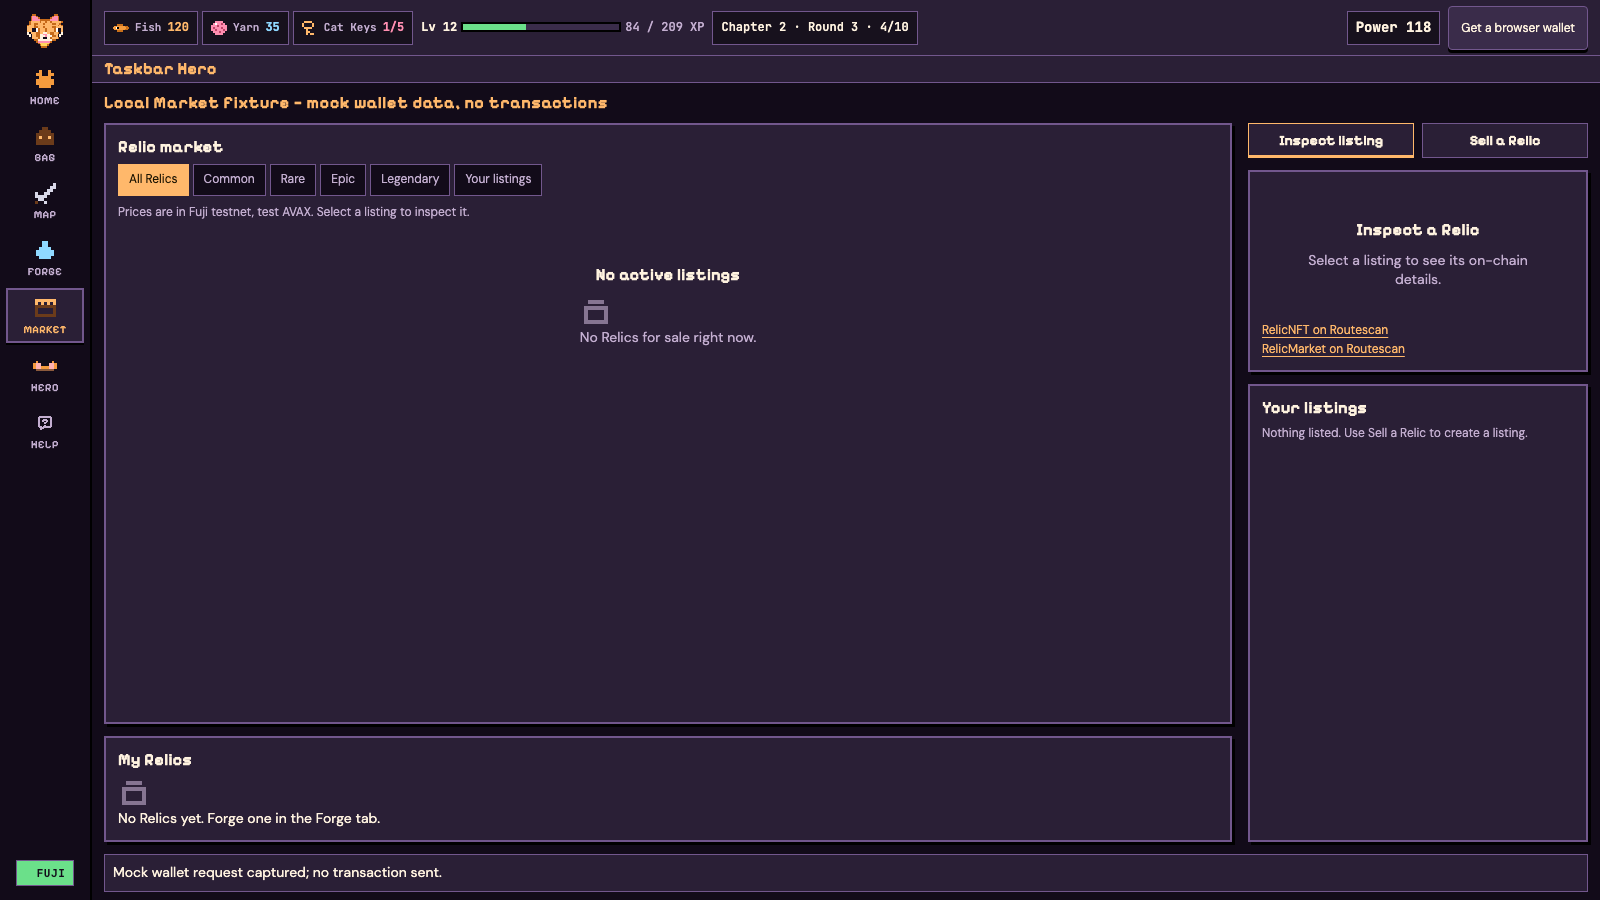 Fish 120
Yarn 35
Cat Keys 1/5
Lv 12
84 / 209 XP
Chapter 2 · Round 3 · 4/10
Power 118
Get a browser wallet
Taskbar Hero
HOME
BAG
MAP
FORGE
MARKET
HERO
HELP
FUJI
Local Market Fixture - mock wallet data, no transactions
Relic market
All Relics
Common
Rare
Epic
Legendary
Your listings
Prices are in Fuji testnet, test AVAX. Select a listing to inspect it.
No active listings
No Relics for sale right now.
My Relics
No Relics yet. Forge one in the Forge tab.
Inspect listing
Sell a Relic
Inspect a Relic
Select a listing to see its on-chain
details.
RelicNFT on Routescan
RelicMarket on Routescan
Your listings
Nothing listed. Use Sell a Relic to create a listing.
Mock wallet request captured; no transaction sent.